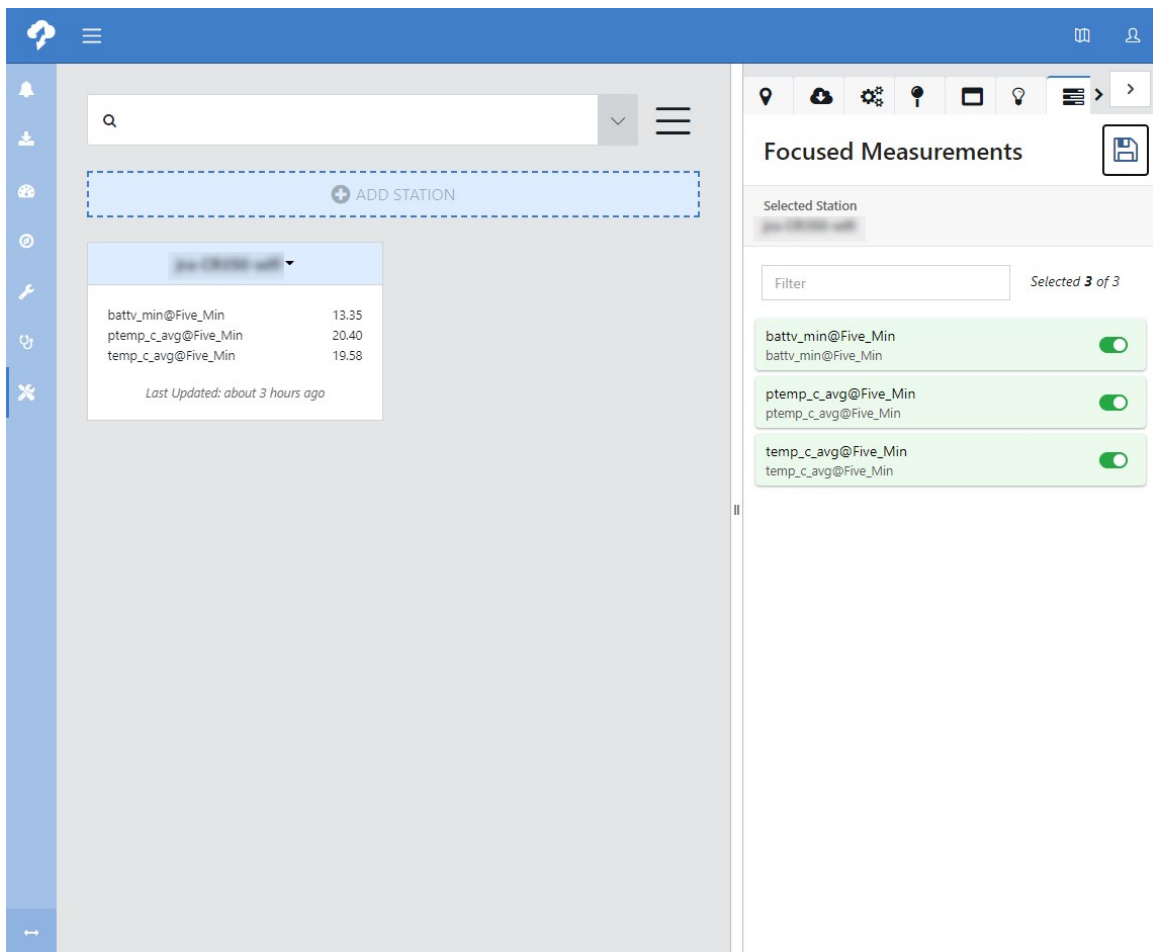 ADD STATION
battv_min@Five_Min 13.35
ptemp_c_avg@Five_Min 20.40
temp_c_avg@Five_Min 19.58
Last Updated: about 3 hours ago
Focused Measurements
Selected Station
Filter
Selected 3 of 3
battv_min@Five_Min
battv_min@Five_Min
ptemp_c_avg@Five_Min
ptemp_c_avg@Five_Min
temp_c_avg@Five_Min
temp_c_avg@Five_Min